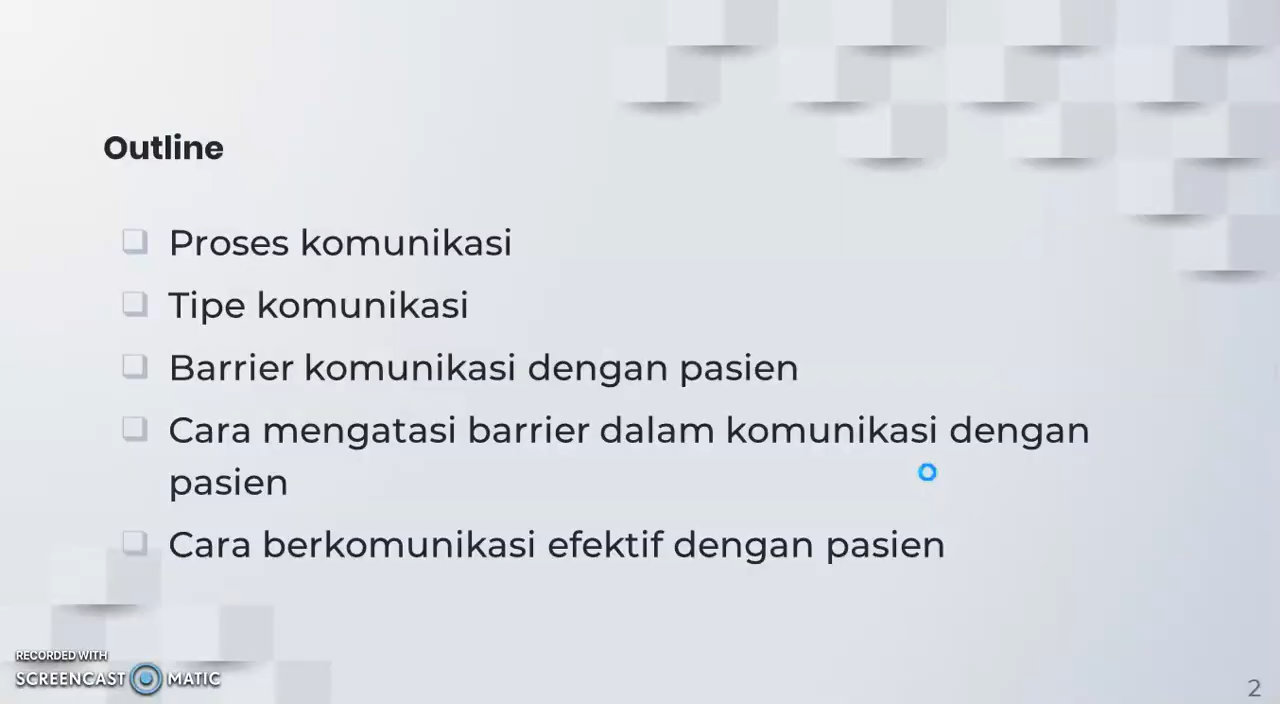 Outline
Proses komunikasi
Tipe komunikasi
Barrier komunikasi dengan pasien
Cara mengatasi barrier dalam komunikasi dengan
pasien
Cara berkomunikasi efektif dengan pasien
RECORDED WITH
SCREENCAST MATIC
2